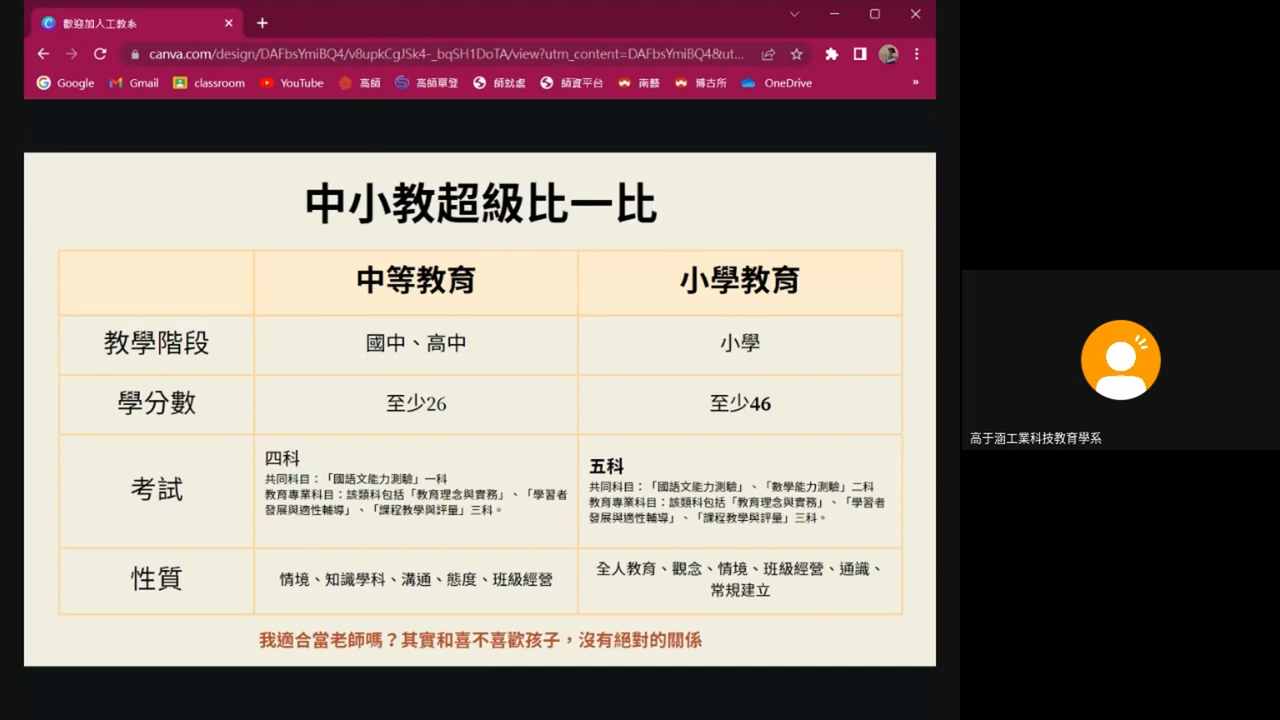 歡迎加入工教系
canva.com/design/DAFbsYmiBQ4/v8upkCgJSk4-_bqSH1DoTA/view?utm_content=DAFbsYmiBQ4&ut...
Google Gmail classroom YouTube 高師 高師單登 師就處 師資平台 南藝 博古所 OneDrive »
中小教超級比一比
中等教育 小學教育
教學階段 國中、高中 小學
學分數 至少26 至少46
考試
四科
共同科目：「國語文能力測驗」一科
教育專業科目：該類科包括「教育理念與實務」、「學習者
發展與適性輔導」、「課程教學與評量」三科。
五科
共同科目：「國語文能力測驗」、「數學能力測驗」二科
教育專業科目：該類科包括「教育理念與實務」、「學習者
發展與適性輔導」、「課程教學與評量」三科。
性質
情境、知識學科、溝通、態度、班級經營
全人教育、觀念、情境、班級經營、通識、
常規建立
我適合當老師嗎？其實和喜不喜歡孩子，沒有絕對的關係
高于涵工業科技教育學系